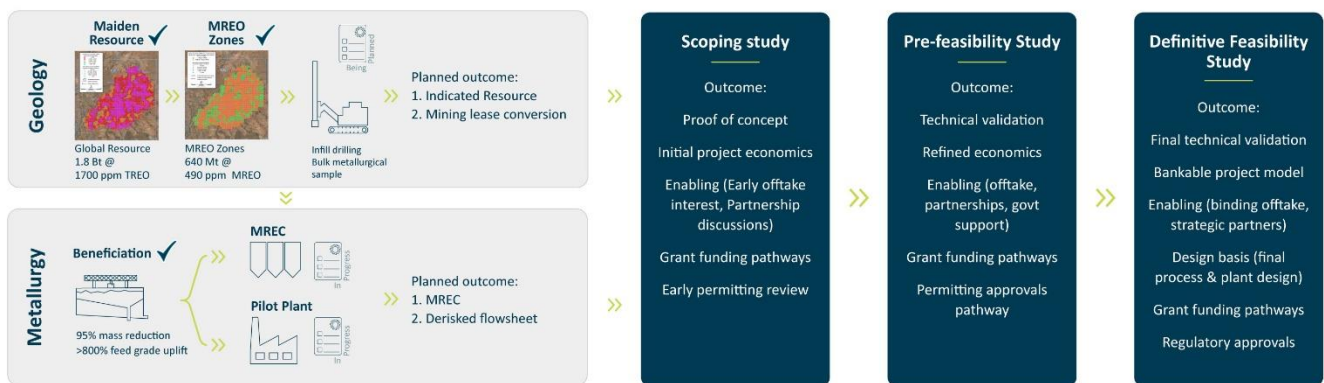 Geology
Maiden
Resource
MREO
Zones
Global Resource
1.8 Bt @
1700 ppm TREO
MREO Zones
640 Mt @
490 ppm MREO
Being
Planned
Infill drilling
Bulk metallurgical
sample
Planned outcome:
1. Indicated Resource
2. Mining lease conversion
Metallurgy
Beneficiation
95% mass reduction
>800% feed grade uplift
MREC
In
Progress
Pilot Plant
In
Progress
Planned outcome:
1. MREC
2. Derisked flowsheet
Scoping study
Outcome:
Proof of concept
Initial project economics
Enabling (Early offtake
interest, Partnership
discussions)
Grant funding pathways
Early permitting review
Pre-feasibility Study
Outcome:
Technical validation
Refined economics
Enabling (offtake,
partnerships, govt
support)
Grant funding pathways
Permitting approvals
pathway
Definitive Feasibility
Study
Outcome:
Final technical validation
Bankable project model
Enabling (binding offtake,
strategic partners)
Design basis (final
process & plant design)
Grant funding pathways
Regulatory approvals